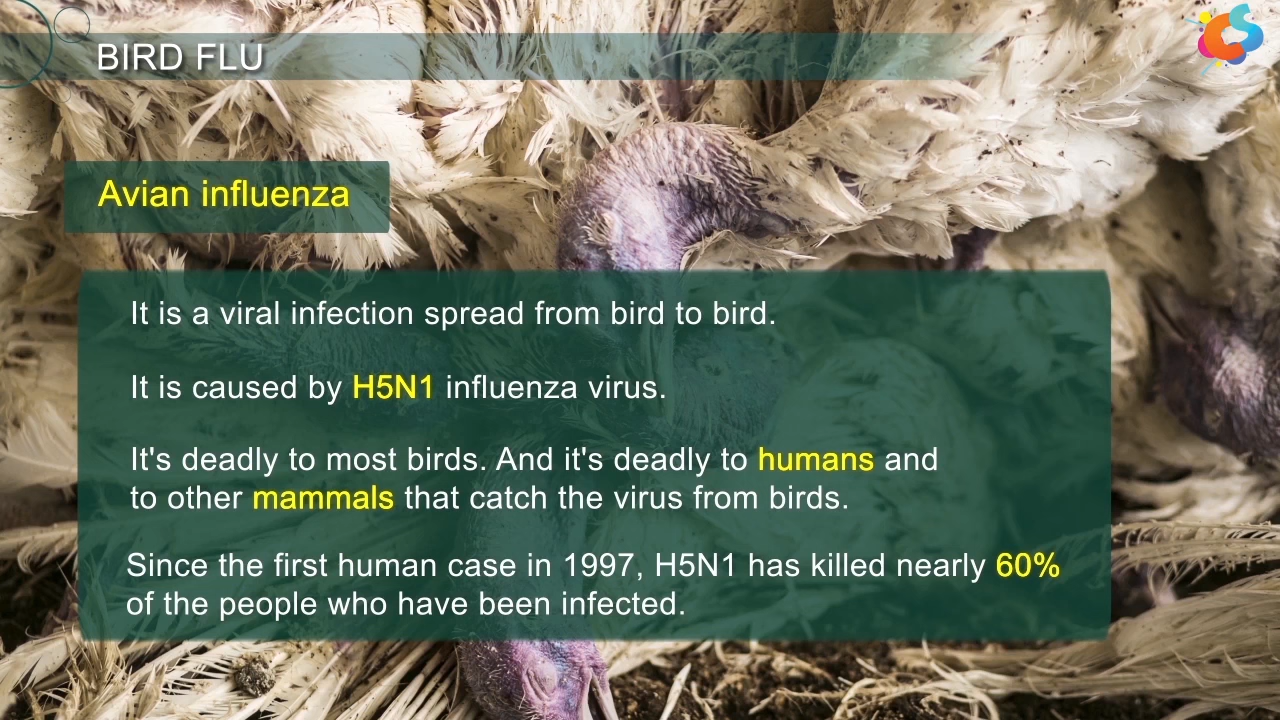 BIRD FLU
Avian influenza
It is a viral infection spread from bird to bird.
It is caused by H5N1 influenza virus.
It's deadly to most birds. And it's deadly to humans and
to other mammals that catch the virus from birds.
Since the first human case in 1997, H5N1 has killed nearly 60%
of the people who have been infected.